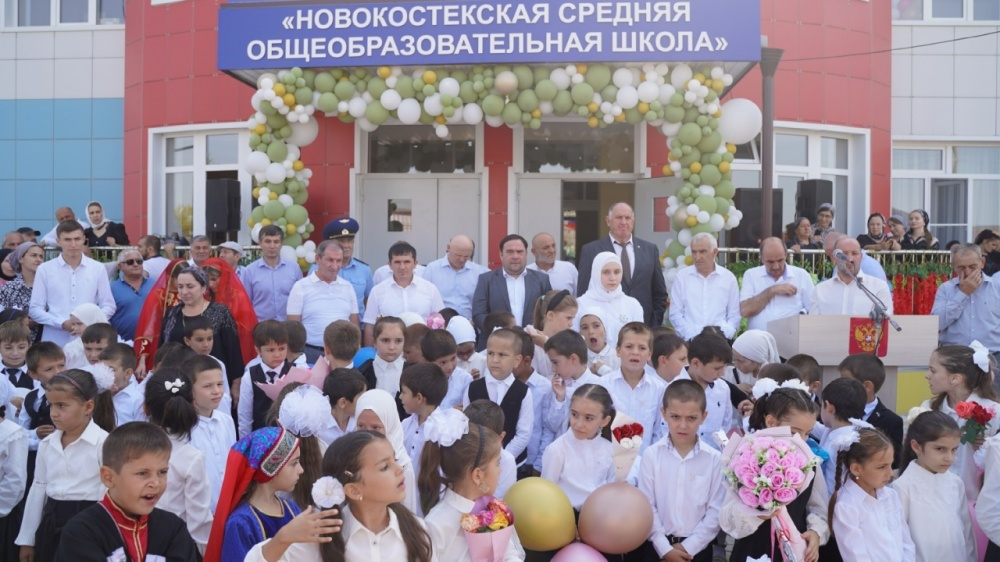 «НОВОКОСТЕКСКАЯ СРЕДНЯЯ
ОБЩЕОБРАЗОВАТЕЛЬНАЯ ШКОЛА»